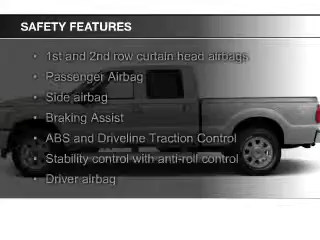 SAFETY FEATURES
• 1st and 2nd row curtain head airbags
• Passenger Airbag
• Side airbag
• Braking Assist
• ABS and Driveline Traction Control
• Stability control with anti-roll control
• Driver airbag